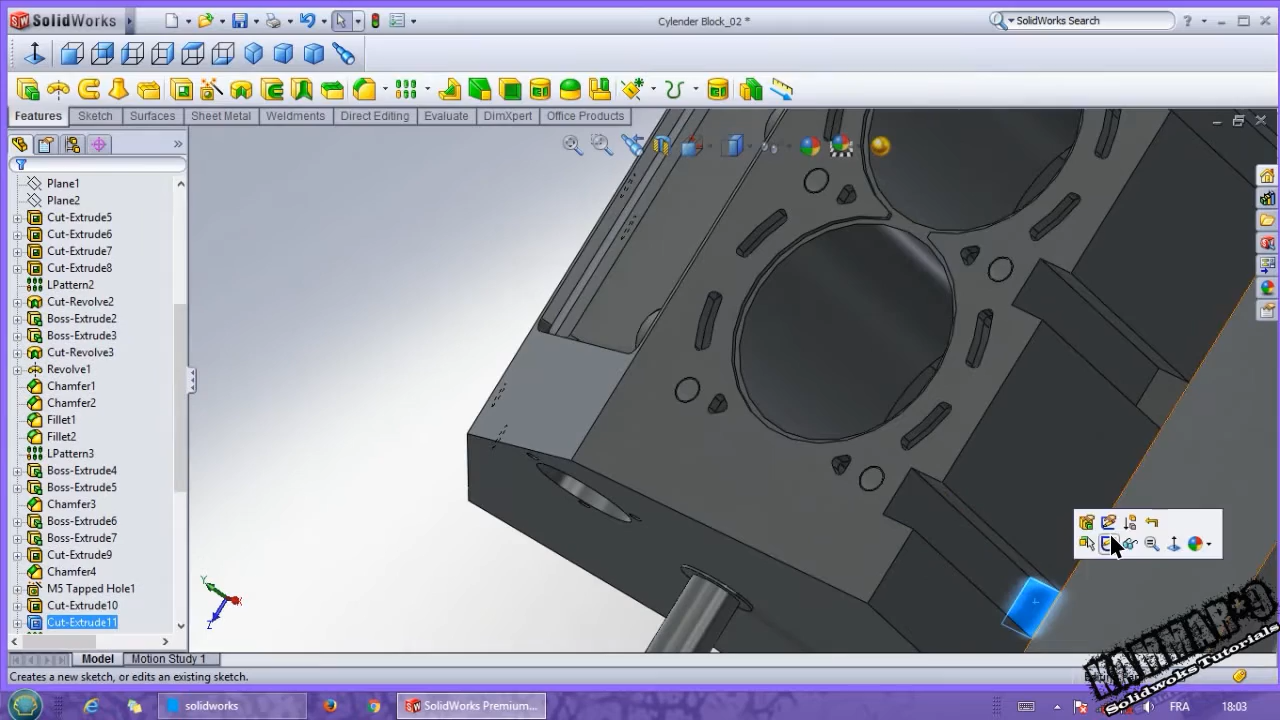 SolidWorks
Cylender Block_02 *
SolidWorks Search
Features
Sketch
Surfaces
Sheet Metal
Weldments
Direct Editing
Evaluate
DimXpert
Office Products
Plane1
Plane2
Cut-Extrude5
Cut-Extrude6
Cut-Extrude7
Cut-Extrude8
LPattern2
Cut-Revolve2
Boss-Extrude2
Boss-Extrude3
Cut-Revolve3
Revolve1
Chamfer1
Chamfer2
Fillet1
Fillet2
LPattern3
Boss-Extrude4
Boss-Extrude5
Chamfer3
Boss-Extrude6
Boss-Extrude7
Cut-Extrude9
Chamfer4
M5 Tapped Hole1
Cut-Extrude10
Cut-Extrude11
Y
X
Z
Model
Motion Study 1
Creates a new sketch, or edits an existing sketch.
Solidwoks Tutorials
solidworks
SolidWorks Premium...
FRA
18:03